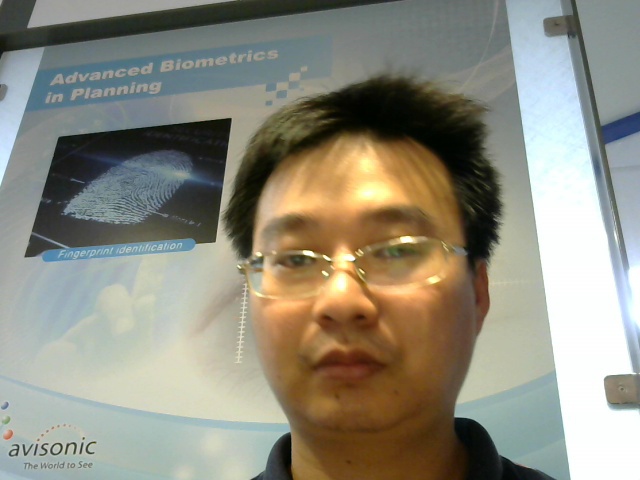 Advanced Biometrics
in Planning
Fingerprint identification
avisonic
The World to See